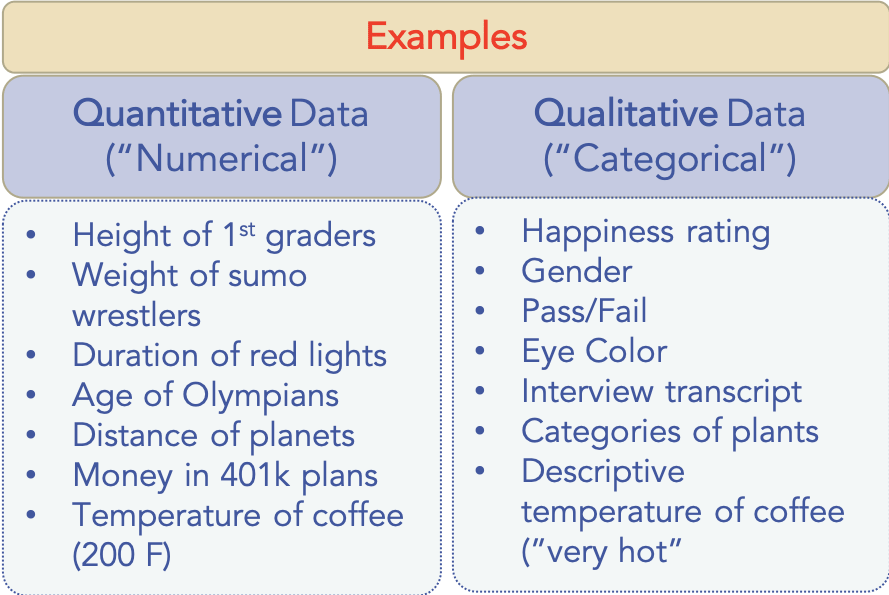 Examples
Quantitative Data
(“Numerical”)
• Height of 1st graders
• Weight of sumo
wrestlers
• Duration of red lights
• Age of Olympians
• Distance of planets
• Money in 401k plans
• Temperature of coffee
(200 F)
Qualitative Data
(“Categorical”)
• Happiness rating
• Gender
• Pass/Fail
• Eye Color
• Interview transcript
• Categories of plants
• Descriptive
temperature of coffee
(”very hot”